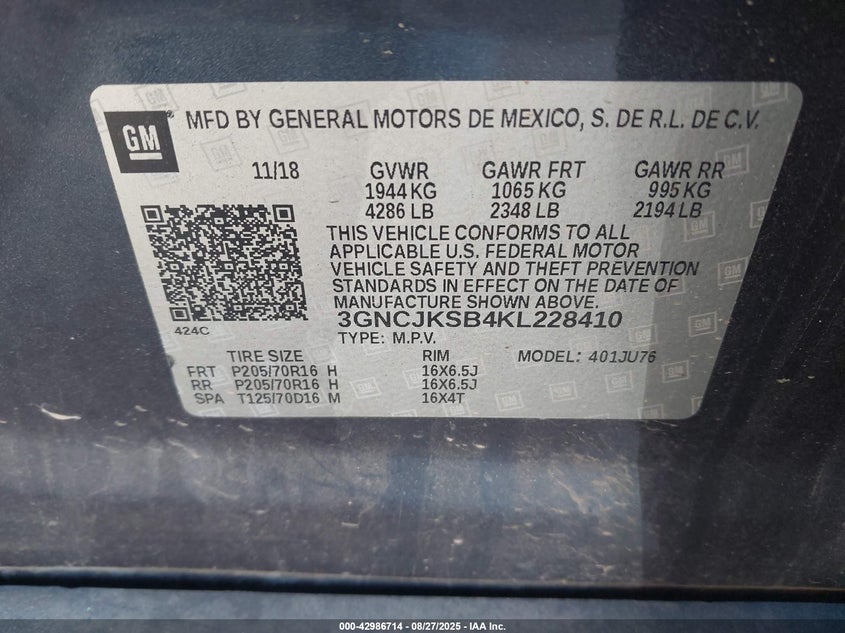 GM
MFD BY GENERAL MOTORS DE MEXICO, S. DE R.L. DE C.V.
11/18 GVWR GAWR FRT GAWR RR
1944 KG 1065 KG 995 KG
4286 LB 2348 LB 2194 LB
THIS VEHICLE CONFORMS TO ALL
APPLICABLE U.S. FEDERAL MOTOR
VEHICLE SAFETY AND THEFT PREVENTION
STANDARDS IN EFFECT ON THE DATE OF
MANUFACTURE SHOWN ABOVE.
424C
3GNCJKSB4KL228410
TYPE: M.P.V.
TIRE SIZE RIM MODEL: 401JU76
FRT P205/70R16 H 16X6.5J
RR P205/70R16 H 16X6.5J
SPA T125/70D16 M 16X4T
000-42986714 - 08/27/2025 - IAA Inc.